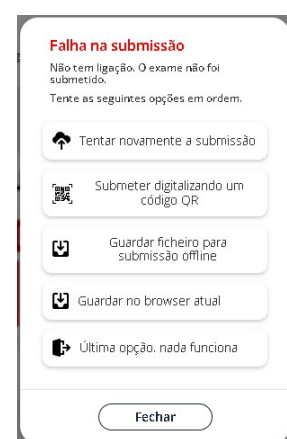 Falha na submissão
Não tem ligação. O exame não foi
submetido.
Tente as seguintes opções em ordem.
Tentar novamente a submissão
Submeter digitalizando um
código QR
Guardar ficheiro para
submissão offline
Guardar no browser atual
Última opção. nada funciona
Fechar